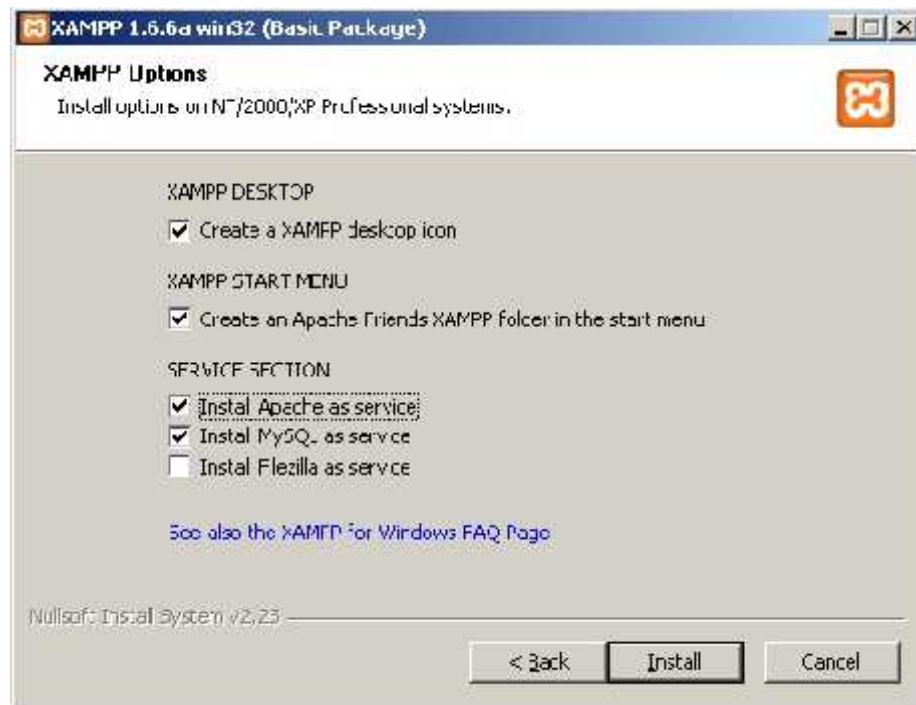 XAMPP 1.6.6a win32 (Basic Package)
XAMPP Options
Install options on NT/2000/XP Professional systems.
XAMPP DESKTOP
Create a XAMPP desktop icon
XAMPP START MENU
Create an Apache Friends XAMPP folder in the start menu
SERVICE SECTION
Install Apache as service
Install MySQL as service
Install Filezilla as service
See also the XAMPP for Windows FAQ Page
Nullsoft Install System v2.23
< Back
Install
Cancel